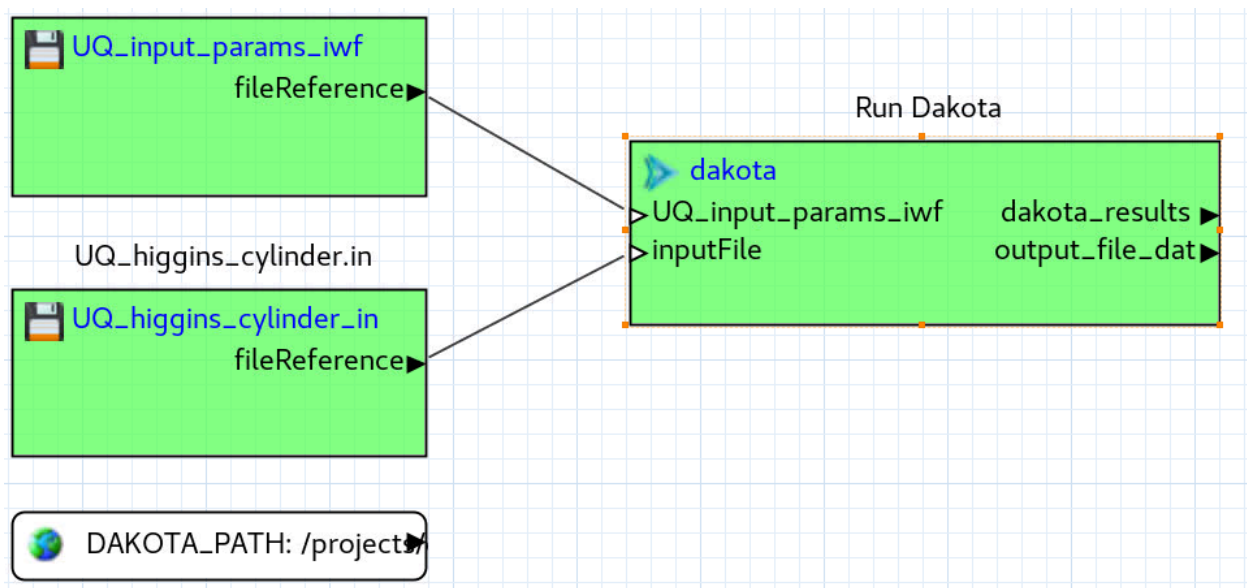 UQ_input_params_iwf
fileReference
UQ_higgins_cylinder.in
UQ_higgins_cylinder_in
fileReference
DAKOTA_PATH: /projects/
Run Dakota
dakota
UQ_input_params_iwf
dakota_results
inputFile
output_file_dat